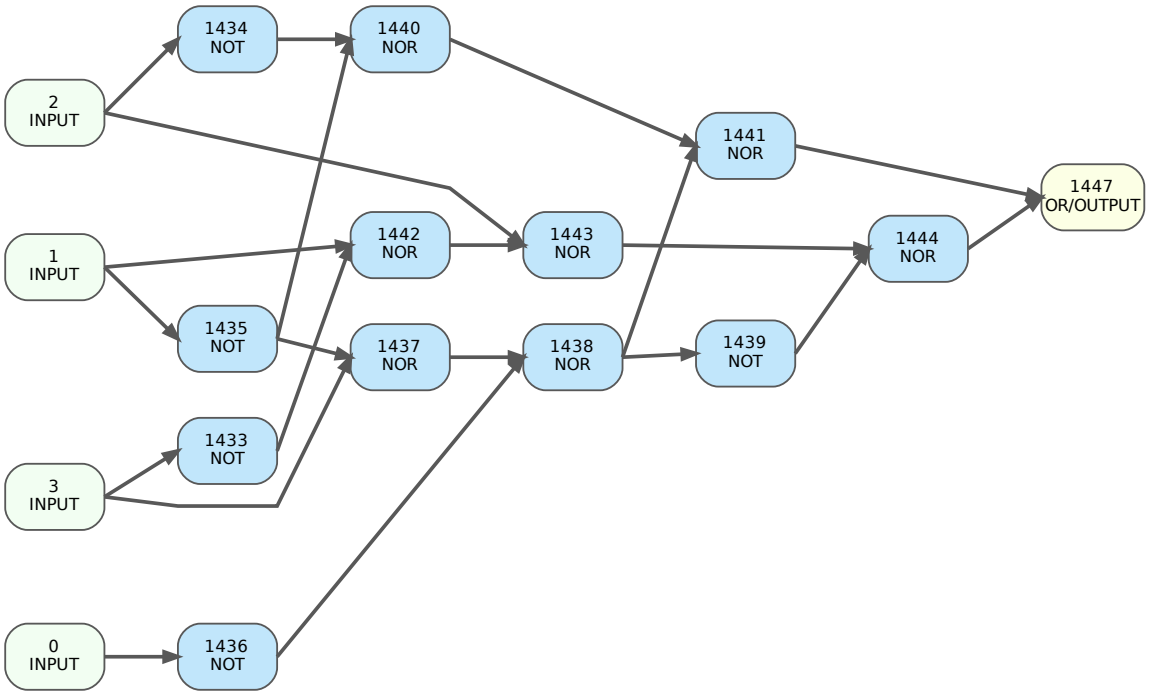 1434
NOT
1440
NOR
2
INPUT
1441
NOR
1447
OR/OUTPUT
1442
NOR
1443
NOR
1444
NOR
1
INPUT
1435
NOT
1437
NOR
1438
NOR
1439
NOT
1433
NOT
3
INPUT
0
INPUT
1436
NOT